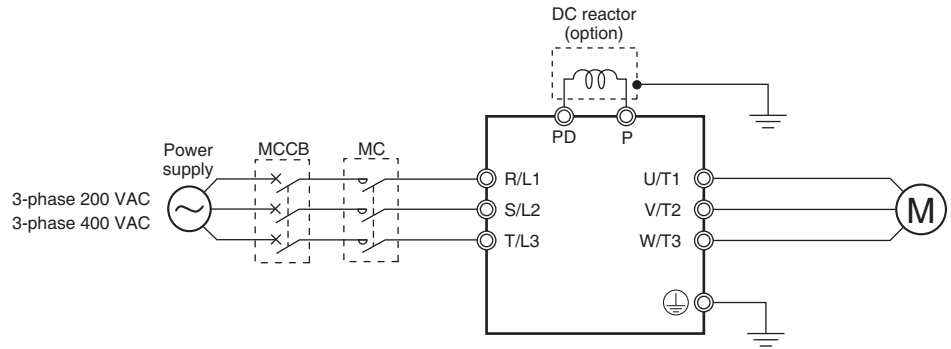 DC reactor
(option)
PD
P
Power
supply
MCCB
MC
3-phase 200 VAC
3-phase 400 VAC
R/L1
S/L2
T/L3
U/T1
V/T2
W/T3
M